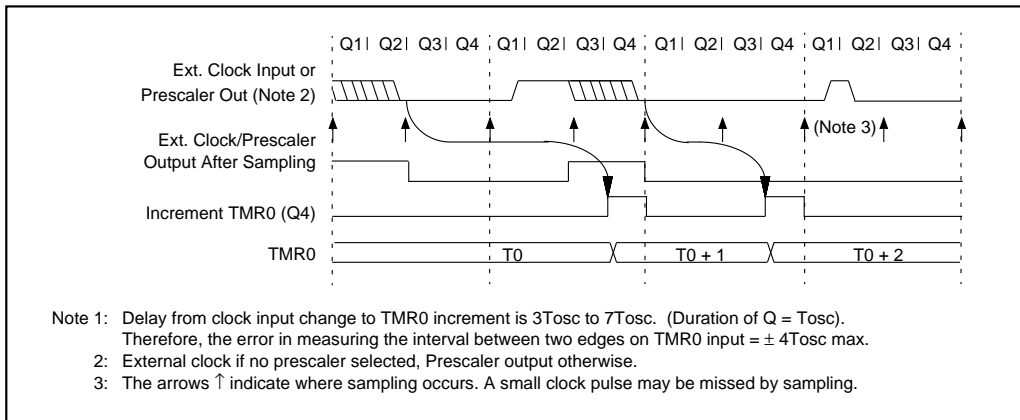 Q1| Q2| Q3| Q4 Q1| Q2| Q3| Q4 Q1| Q2| Q3| Q4 Q1| Q2| Q3| Q4
Ext. Clock Input or
Prescaler Out (Note 2)
(Note 3)
Ext. Clock/Prescaler
Output After Sampling
Increment TMR0 (Q4)
TMR0 T0 T0 + 1 T0 + 2
Note 1: Delay from clock input change to TMR0 increment is 3Tosc to 7Tosc. (Duration of Q = Tosc).
Therefore, the error in measuring the interval between two edges on TMR0 input = ± 4Tosc max.
2: External clock if no prescaler selected, Prescaler output otherwise.
3: The arrows ↑ indicate where sampling occurs. A small clock pulse may be missed by sampling.